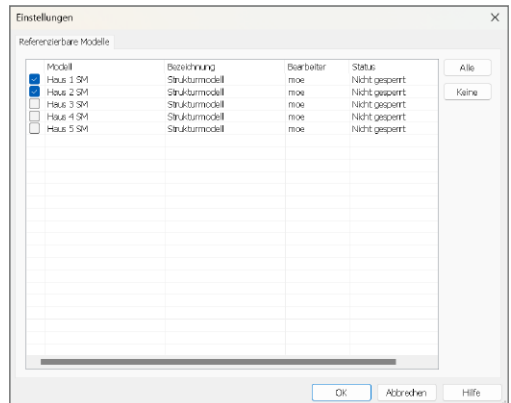 Einstellungen
Referenzierbare Modelle
Modell Bezeichnung Bearbeiter Status
Haus 1 SM Strukturmodell moe Nicht gesperrt
Haus 2 SM Strukturmodell moe Nicht gesperrt
Haus 3 SM Strukturmodell moe Nicht gesperrt
Haus 4 SM Strukturmodell moe Nicht gesperrt
Haus 5 SM Strukturmodell moe Nicht gesperrt
Alle
Keine
OK Abbrechen Hilfe